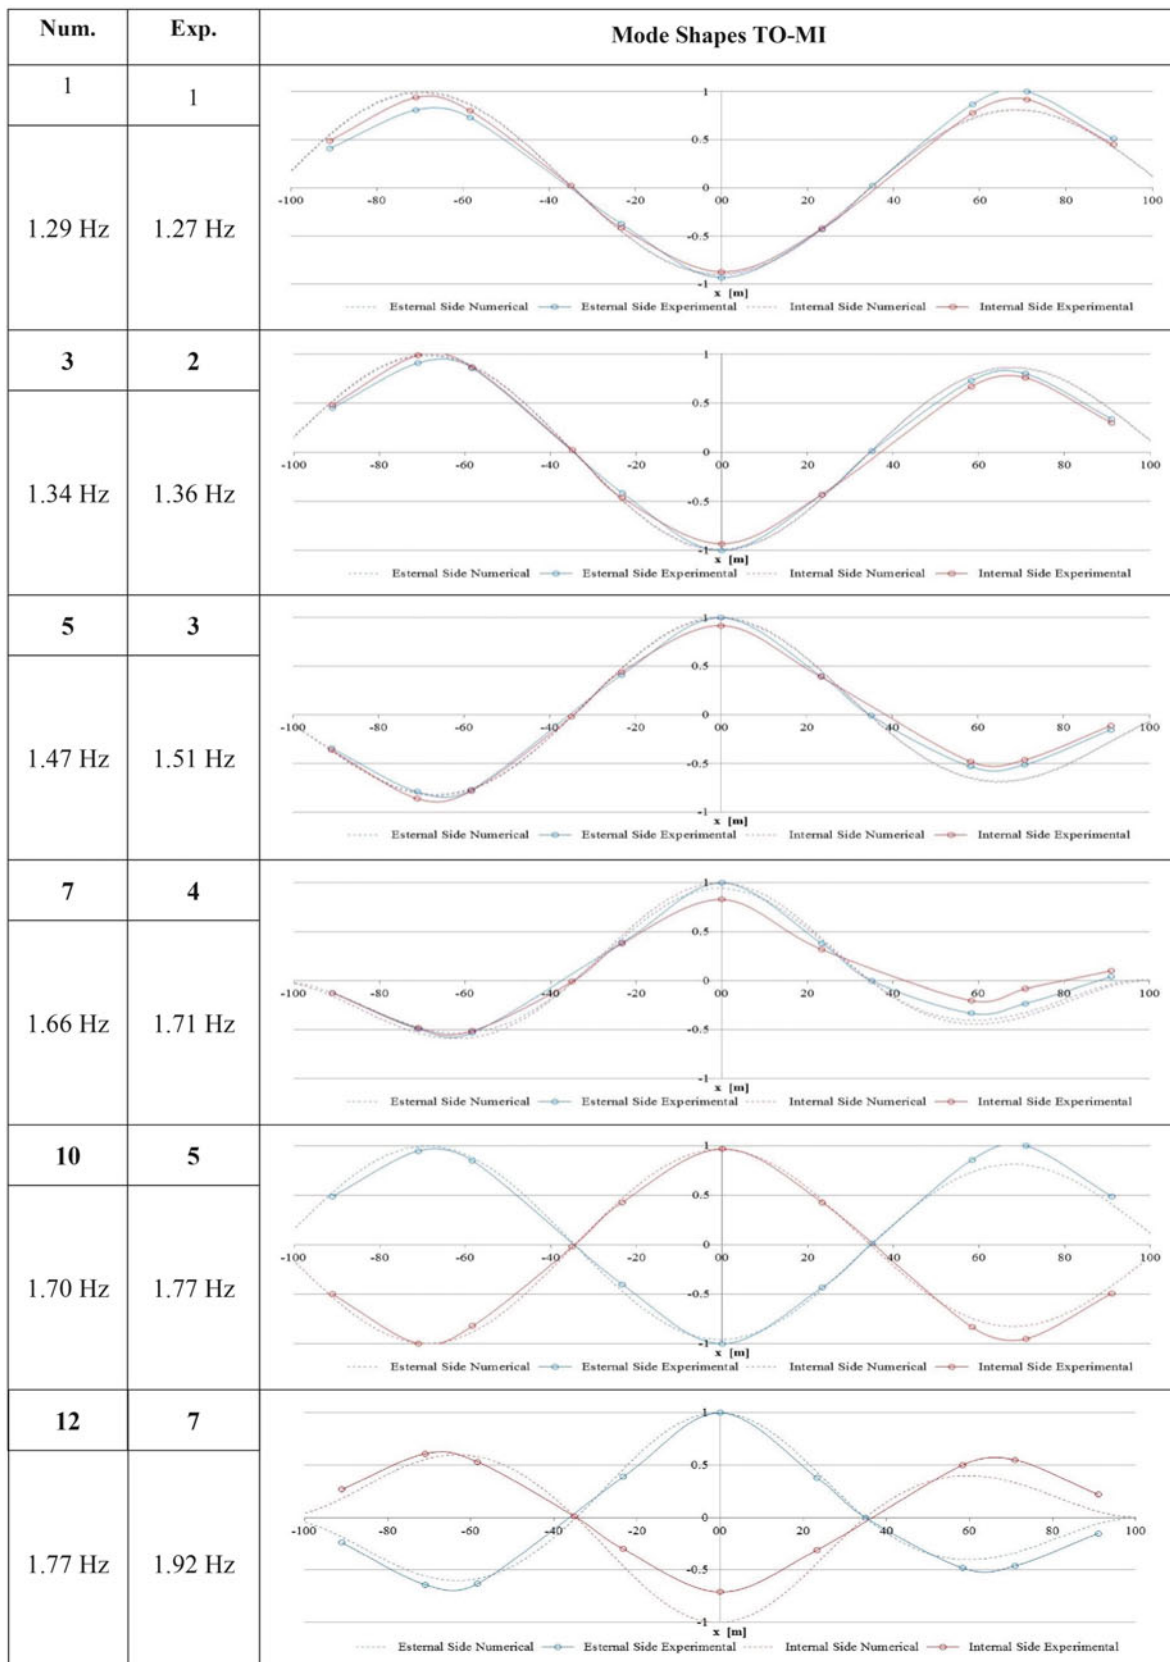 Num. Exp. Mode Shapes TO-MI
1 1
1.29 Hz 1.27 Hz
1
0.5
0
-100 -80 -60 -40 -20 00 20 40 60 80 100
-0.5
-1
x [m]
Esternal Side Numerical Esternal Side Experimental Internal Side Numerical Internal Side Experimental
3 2
1.34 Hz 1.36 Hz
1
0.5
0
-100 -80 -60 -40 -20 00 20 40 60 80 100
-0.5
-1
x [m]
Esternal Side Numerical Esternal Side Experimental Internal Side Numerical Internal Side Experimental
5 3
1.47 Hz 1.51 Hz
1
0.5
0
-100 -80 -60 -40 -20 00 20 40 60 80 100
-0.5
-1
x [m]
Esternal Side Numerical Esternal Side Experimental Internal Side Numerical Internal Side Experimental
7 4
1.66 Hz 1.71 Hz
1
0.5
0
-100 -80 -60 -40 -20 00 20 40 60 80 100
-0.5
-1
x [m]
Esternal Side Numerical Esternal Side Experimental Internal Side Numerical Internal Side Experimental
10 5
1.70 Hz 1.77 Hz
1
0.5
0
-100 -80 -60 -40 -20 00 20 40 60 80 100
-0.5
-1
x [m]
Esternal Side Numerical Esternal Side Experimental Internal Side Numerical Internal Side Experimental
12 7
1.77 Hz 1.92 Hz
1
0.5
0
-100 -80 -60 -40 -20 00 20 40 60 80 100
-0.5
-1
x [m]
Esternal Side Numerical Esternal Side Experimental Internal Side Numerical Internal Side Experimental